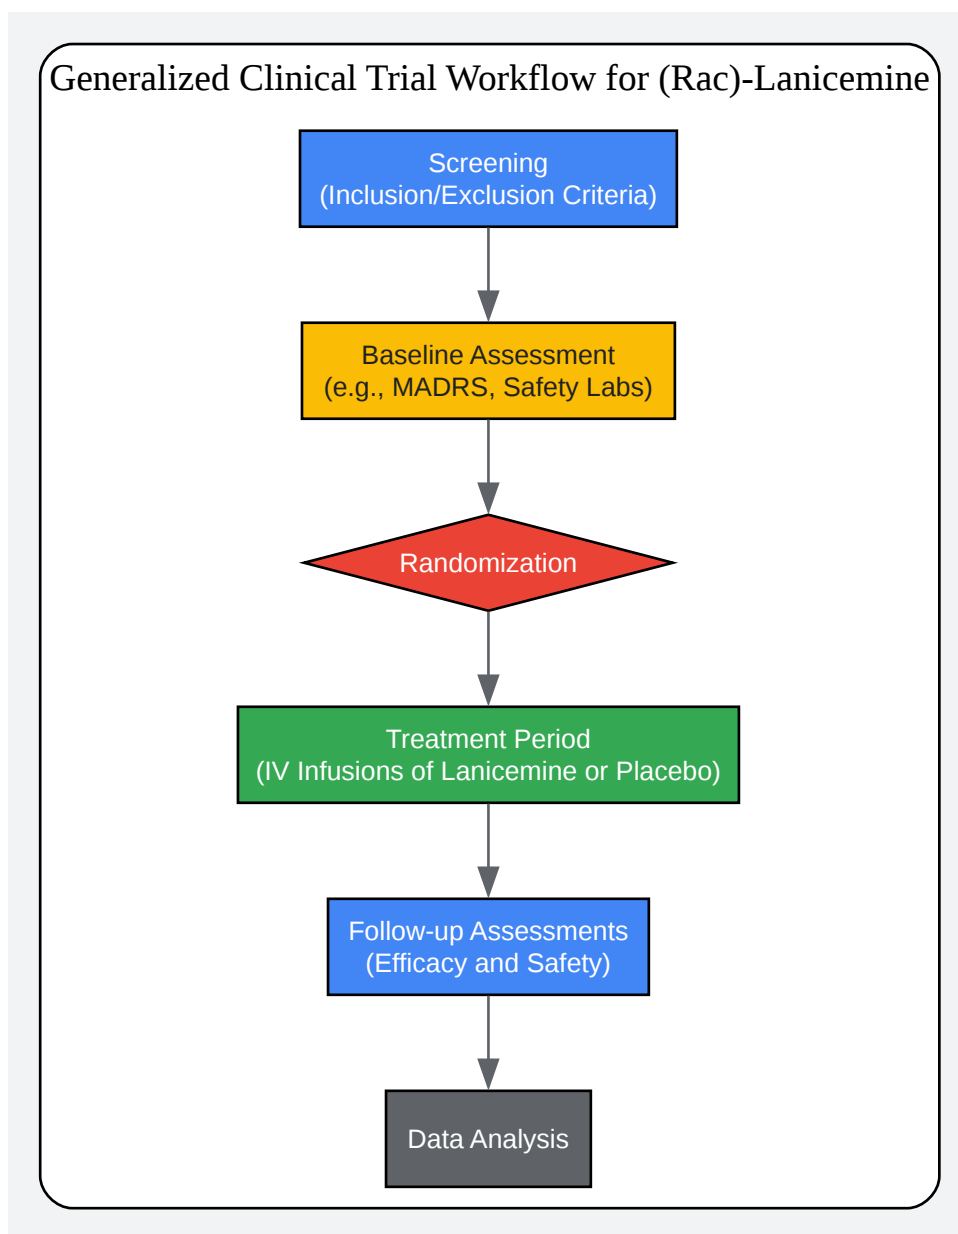 Generalized Clinical Trial Workflow for (Rac)-Lanicemine
Screening
(Inclusion/Exclusion Criteria)
Baseline Assessment
(e.g., MADRS, Safety Labs)
Randomization
Treatment Period
(IV Infusions of Lanicemine or Placebo)
Follow-up Assessments
(Efficacy and Safety)
Data Analysis